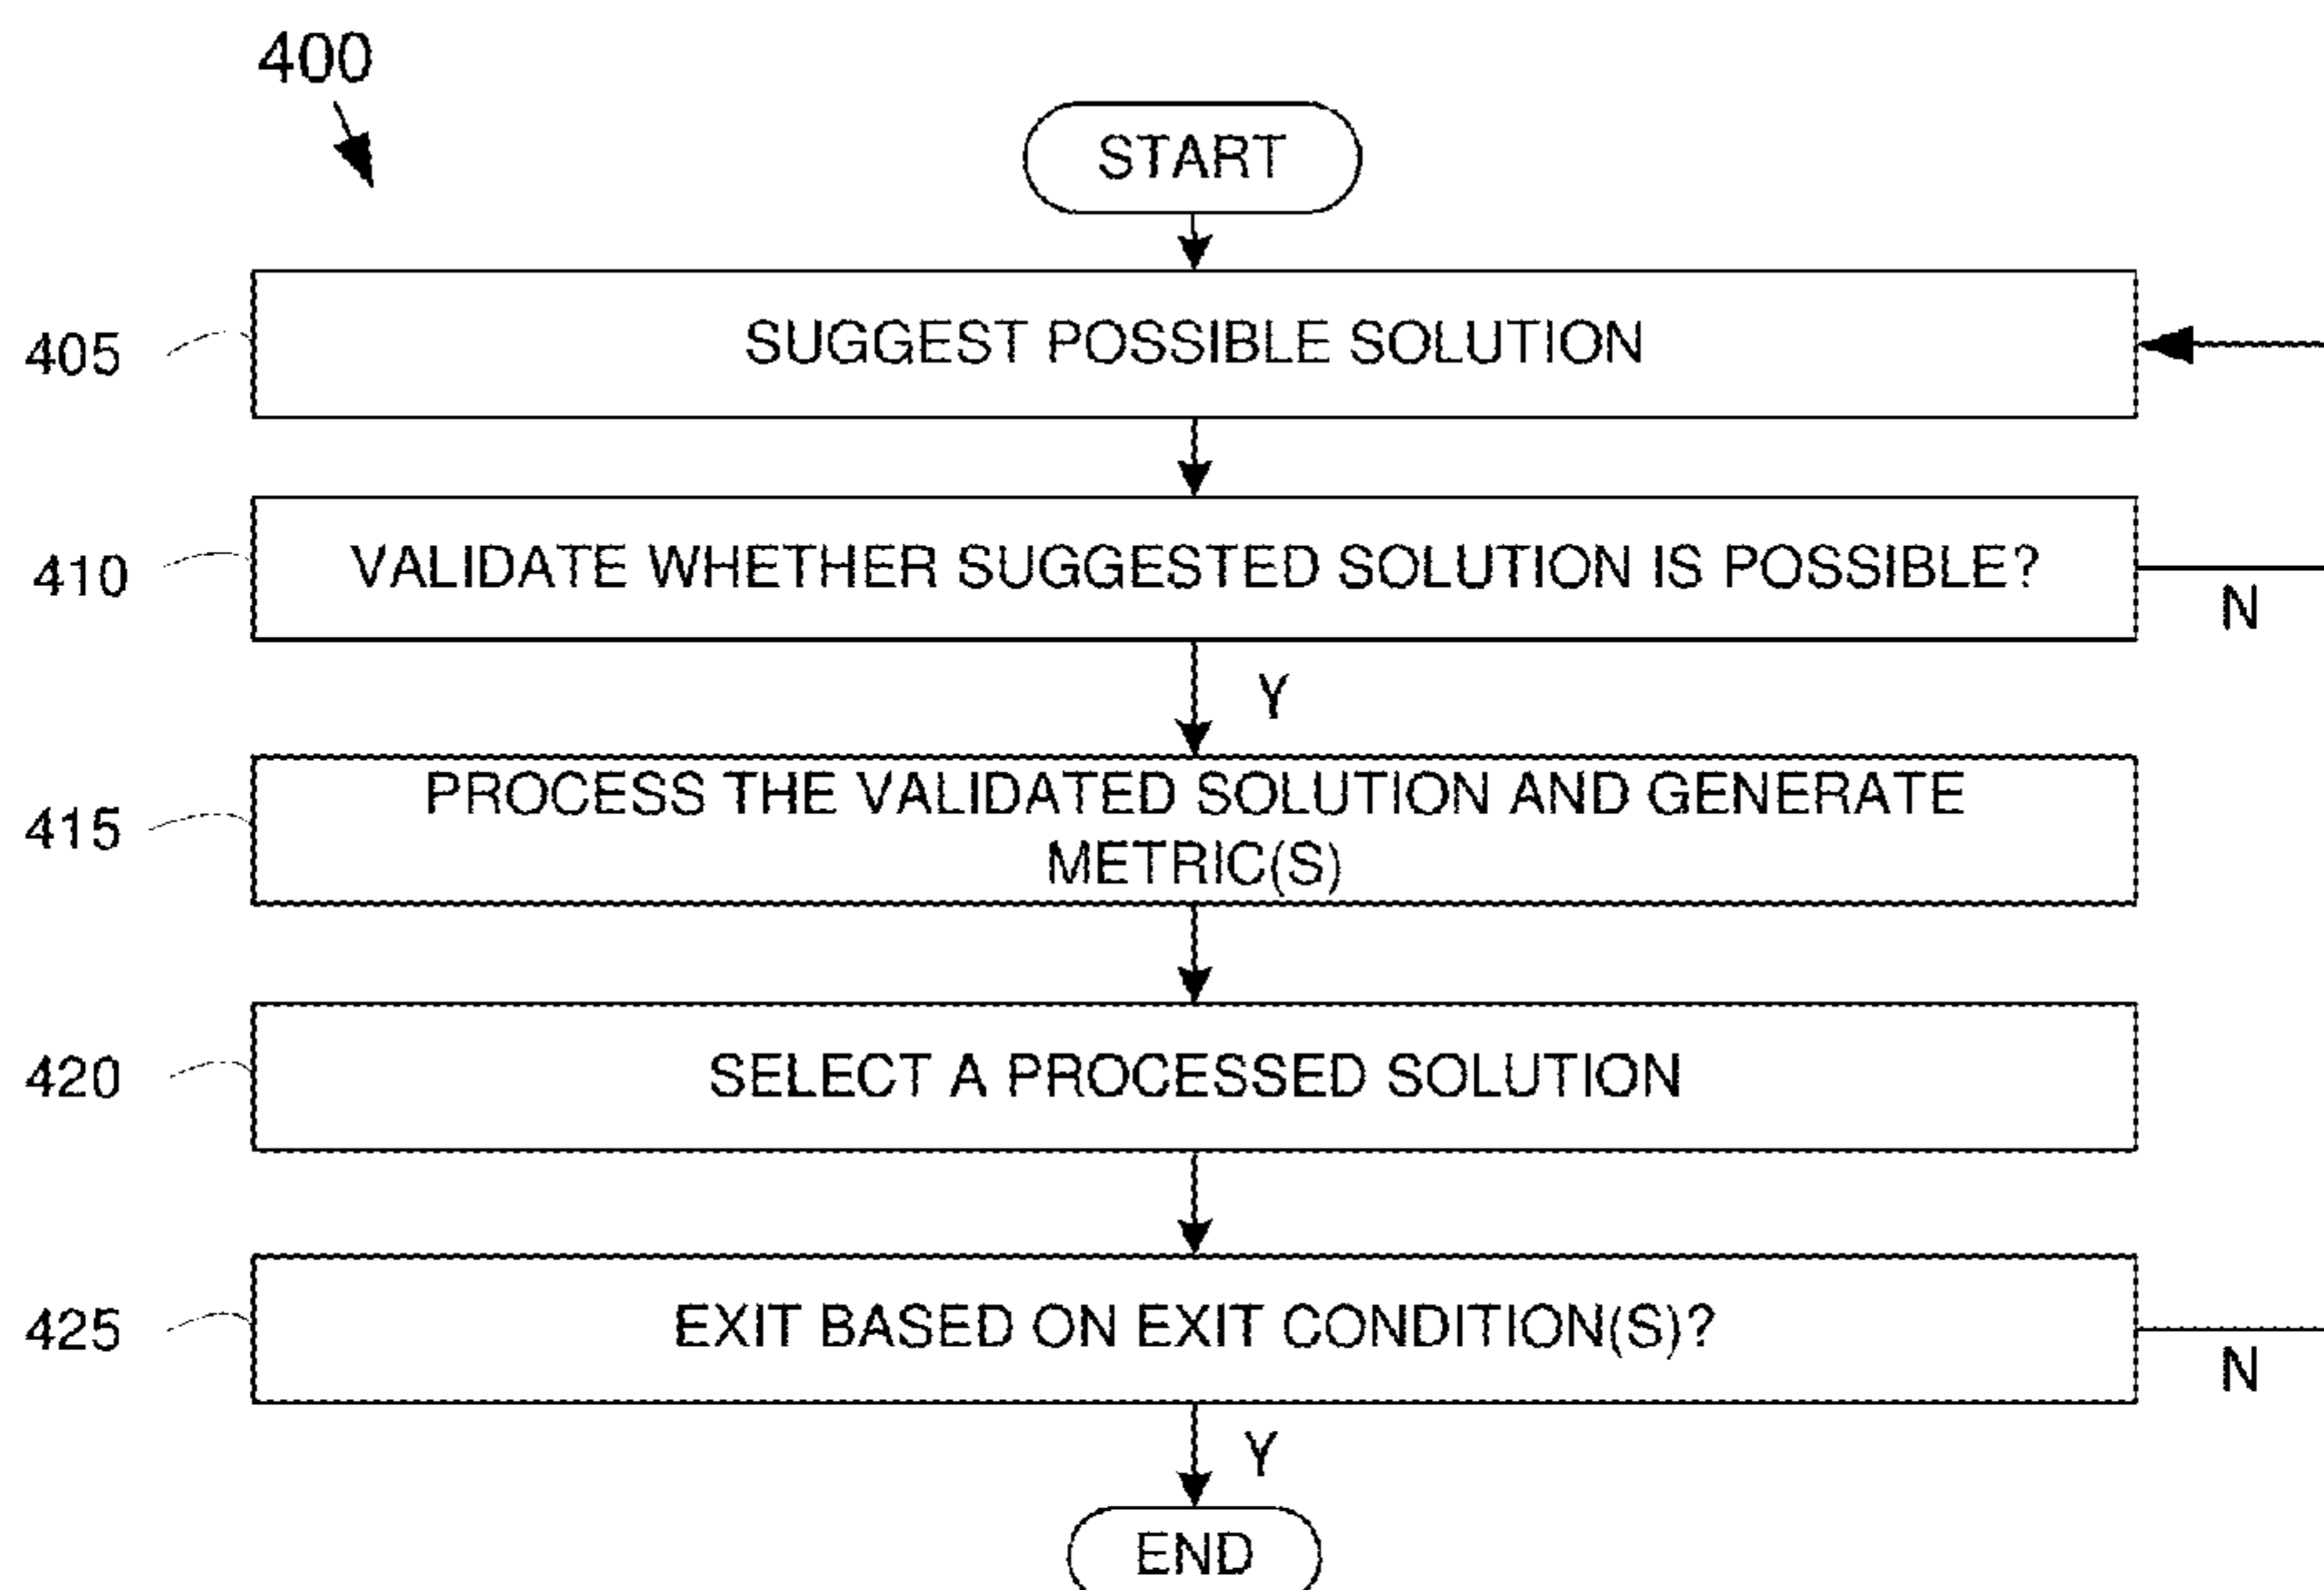 400
START
405
SUGGEST POSSIBLE SOLUTION
410
VALIDATE WHETHER SUGGESTED SOLUTION IS POSSIBLE?
N
Y
415
PROCESS THE VALIDATED SOLUTION AND GENERATE
METRIC(S)
420
SELECT A PROCESSED SOLUTION
425
EXIT BASED ON EXIT CONDITION(S)?
N
Y
END